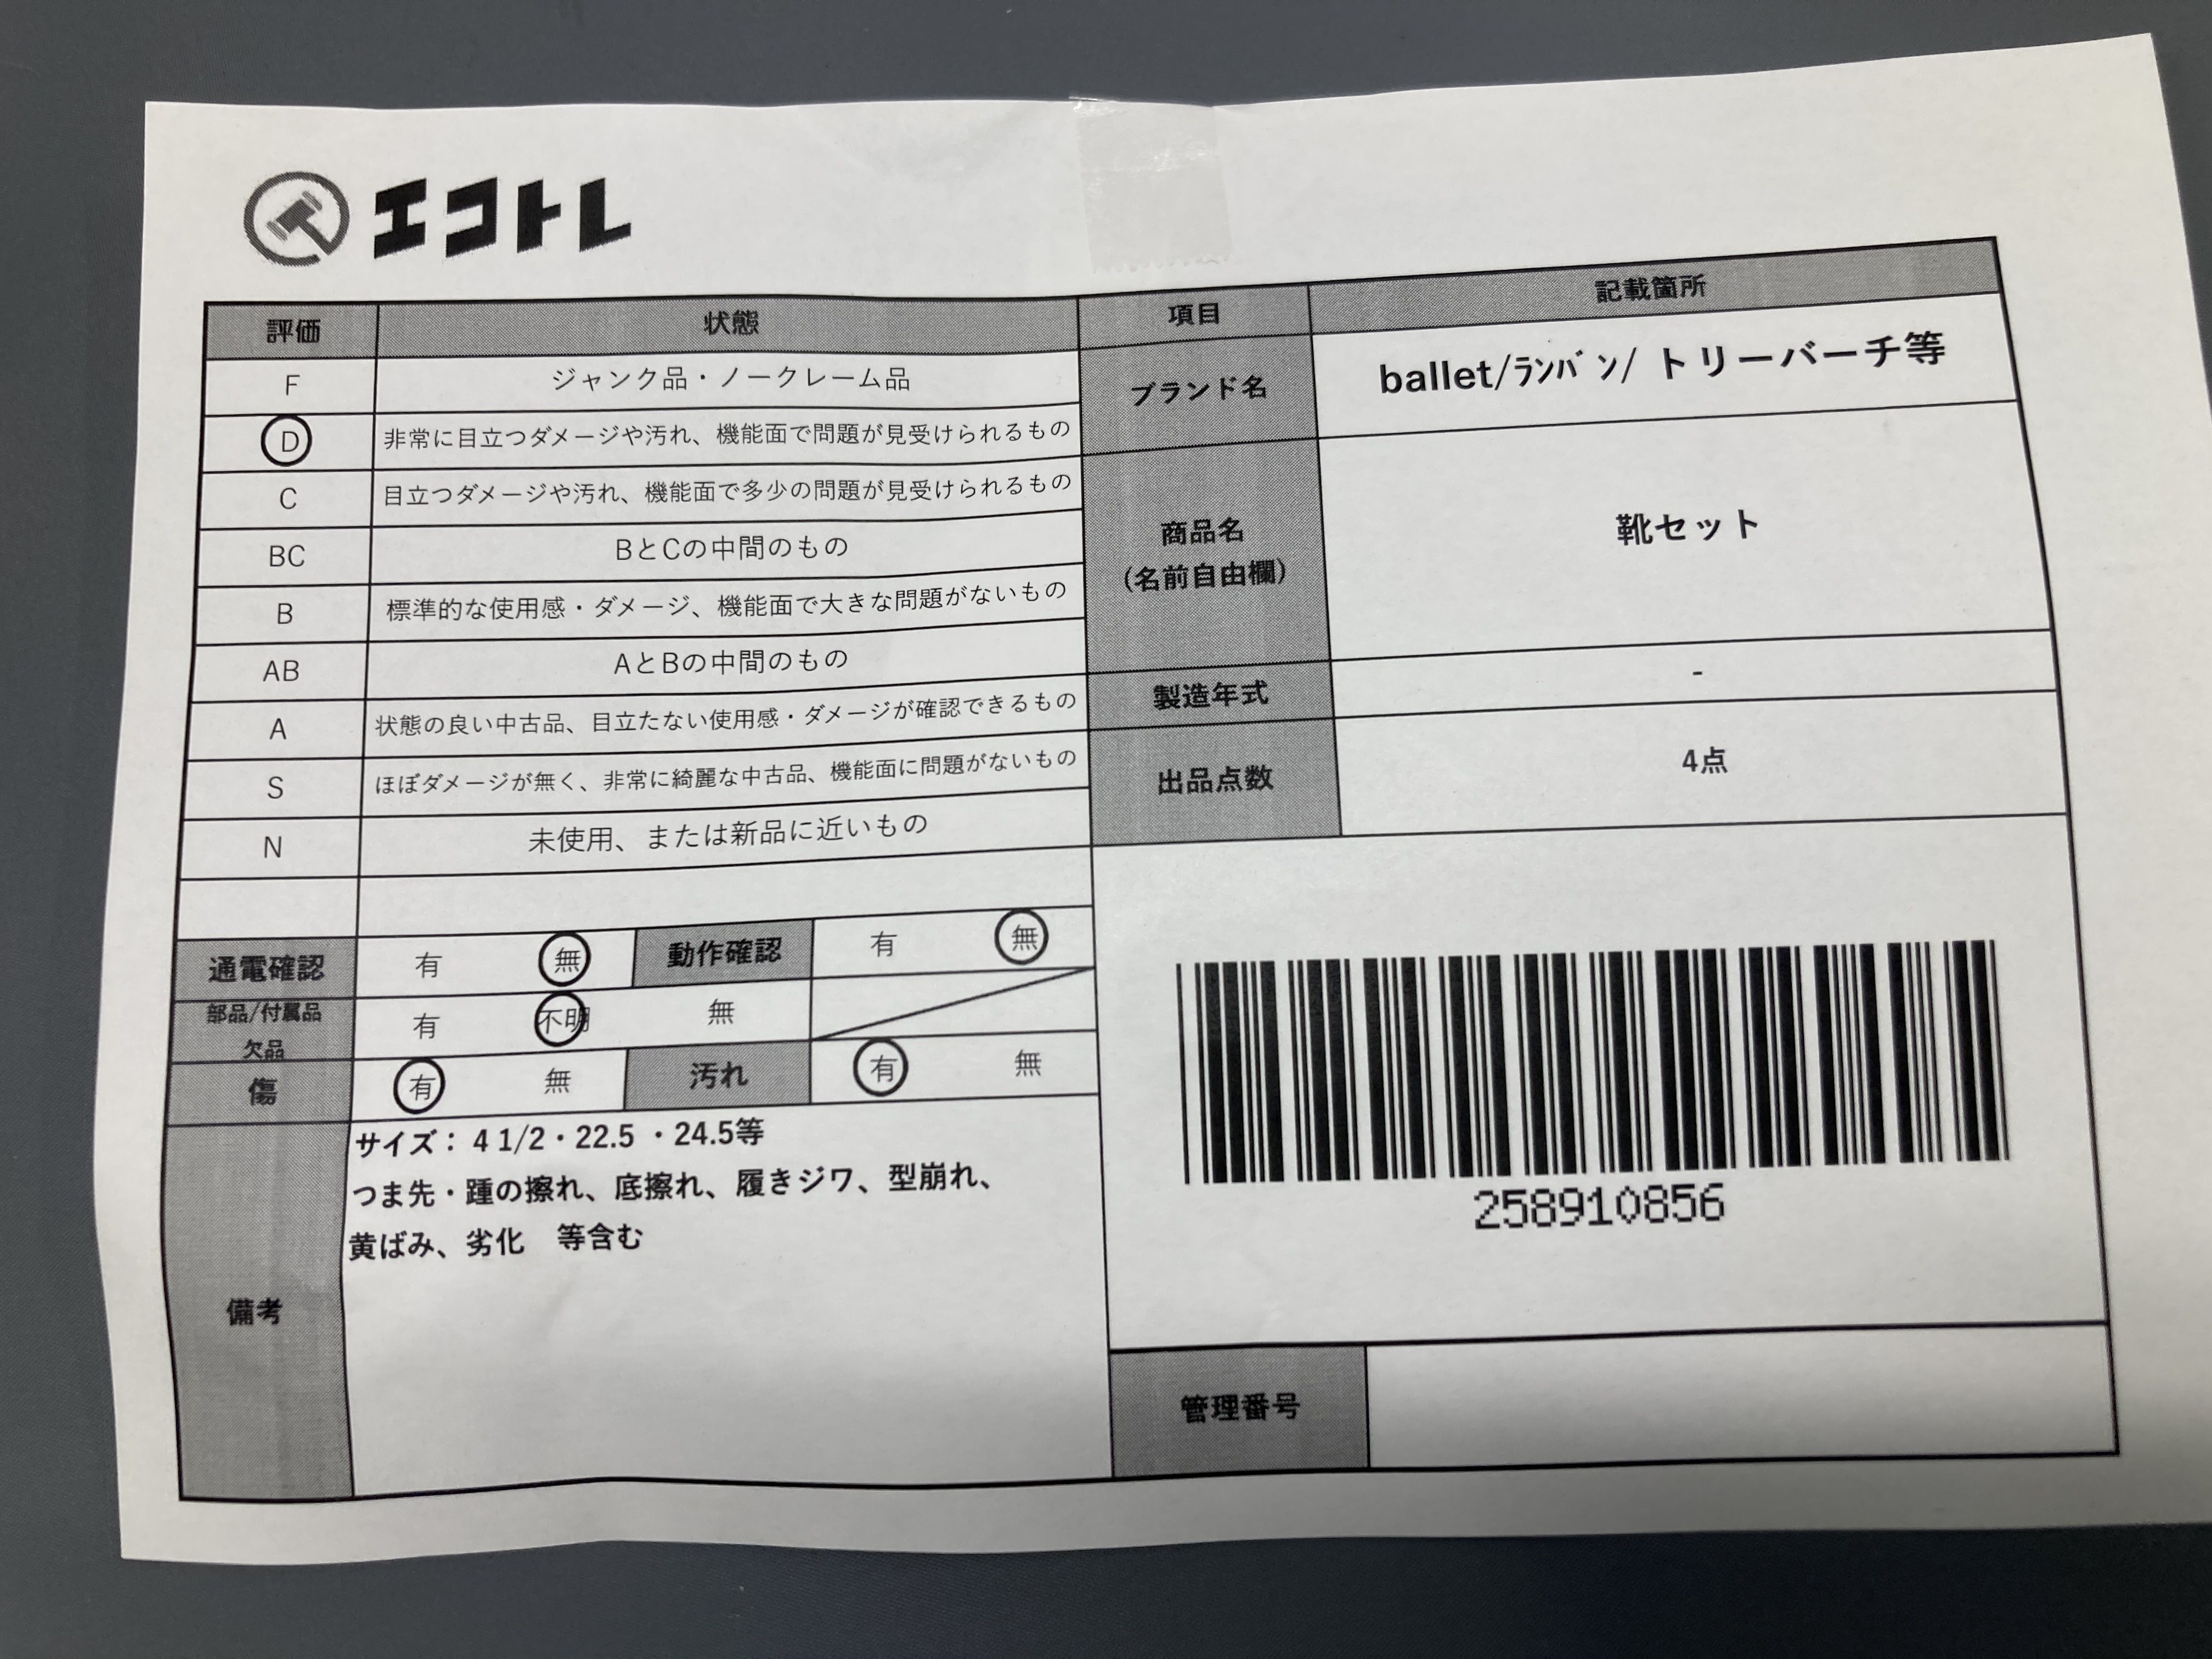 エコトレ
評価 状態
F ジャンク品・ノークレーム品
D 非常に目立つダメージや汚れ、機能面で問題が見受けられるもの
C 目立つダメージや汚れ、機能面で多少の問題が見受けられるもの
BC BとCの中間のもの
B 標準的な使用感・ダメージ、機能面で大きな問題がないもの
AB AとBの中間のもの
A 状態の良い中古品、目立たない使用感・ダメージが確認できるもの
S ほぼダメージが無く、非常に綺麗な中古品、機能面に問題がないもの
N 未使用、または新品に近いもの
通電確認 有 無 動作確認 有 無
部品/付属品
欠品 有 不明 無
傷 有 無 汚れ 有 無
備考
サイズ：4 1/2・22.5 ・24.5等
つま先・踵の擦れ、底擦れ、履きジワ、型崩れ、
黄ばみ、劣化　等含む
項目 記載箇所
ブランド名 ballet/ﾗﾝﾊﾞﾝ/ トリーバーチ等
商品名
(名前自由欄)
靴セット
製造年式 -
出品点数 4点
258910856
管理番号